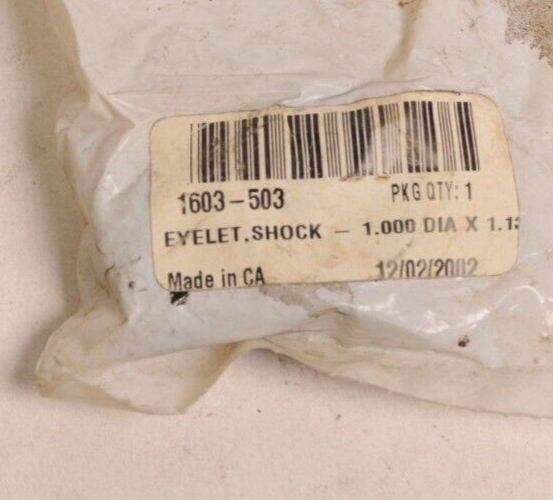 1603-503 PKG QTY: 1
EYELET,SHOCK - 1.000 DIA X 1.13
Made in CA 12/02/2002